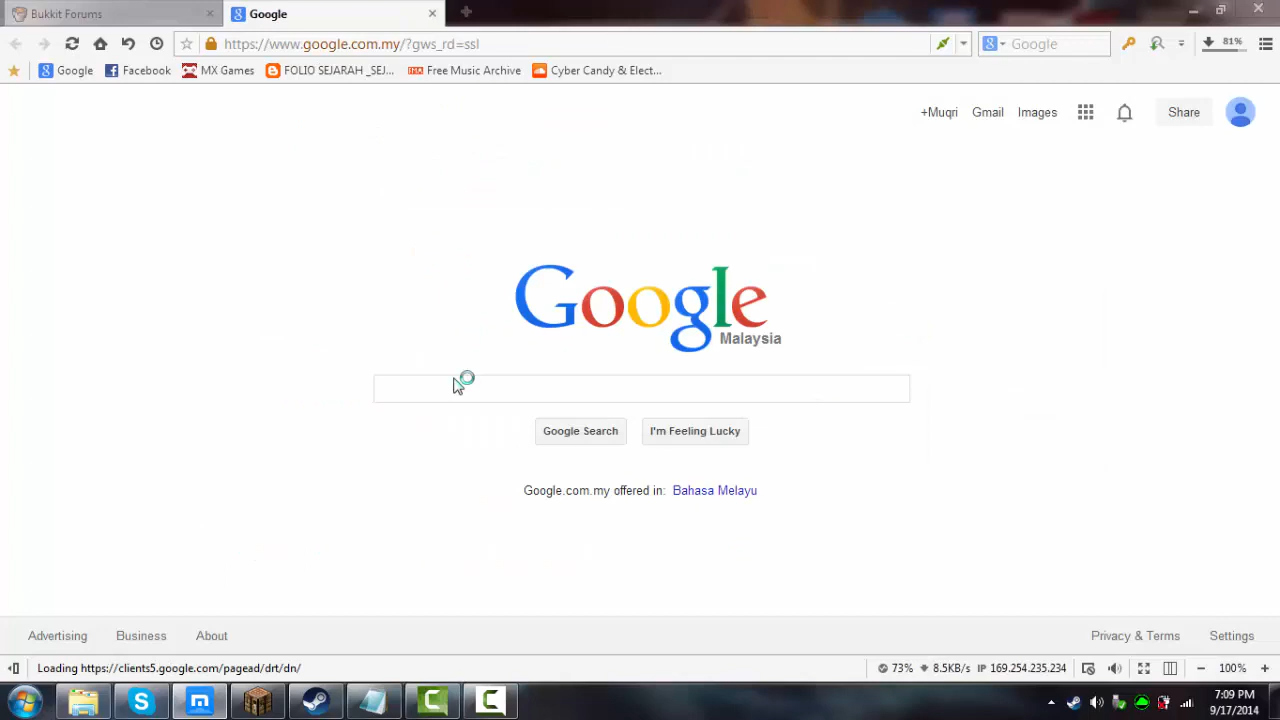 Bukkit Forums
Google
https://www.google.com.my/?gws_rd=ssl
Google
81%
Google
Facebook
MX Games
FOLIO SEJARAH _SEJ...
Free Music Archive
Cyber Candy & Elect...
+Muqri
Gmail
Images
Share
Google
Malaysia
Google Search
I'm Feeling Lucky
Google.com.my offered in: Bahasa Melayu
Advertising
Business
About
Privacy & Terms
Settings
Loading https://clients5.google.com/pagead/drt/dn/
73%
8.5KB/s
IP 169.254.235.234
100%
7:09 PM
9/17/2014